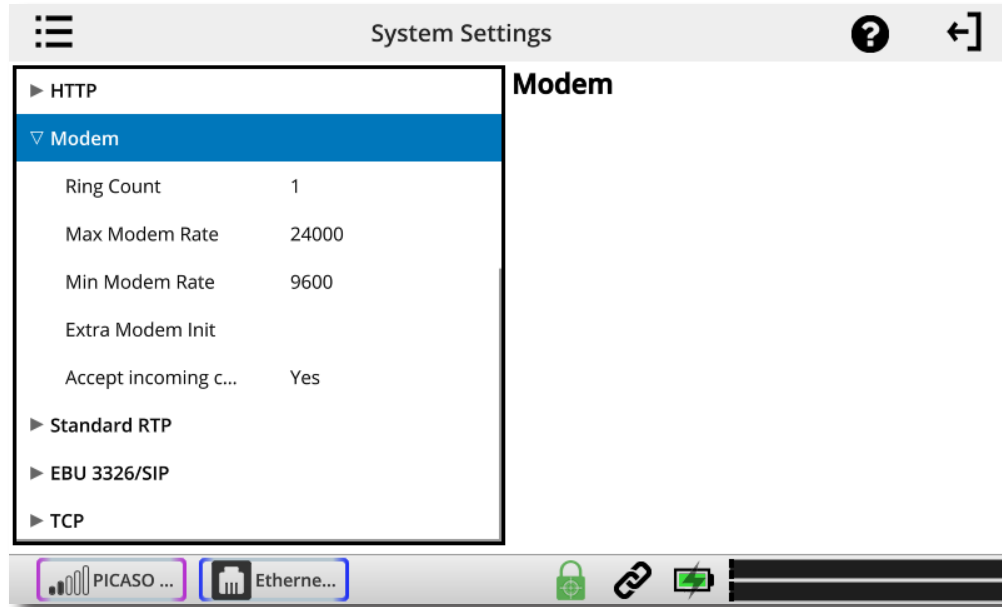 System Settings
HTTP
Modem
Ring Count 1
Max Modem Rate 24000
Min Modem Rate 9600
Extra Modem Init
Accept incoming c... Yes
Standard RTP
EBU 3326/SIP
TCP
Modem
PICASO ...
Etherne...